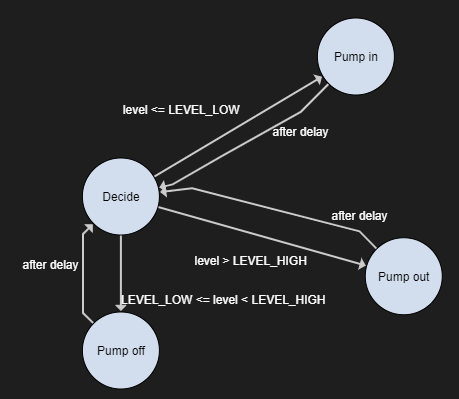 Pump in
level <= LEVEL_LOW
after delay
Decide
after delay
level > LEVEL_HIGH
after delay
Pump out
LEVEL_LOW <= level < LEVEL_HIGH
Pump off